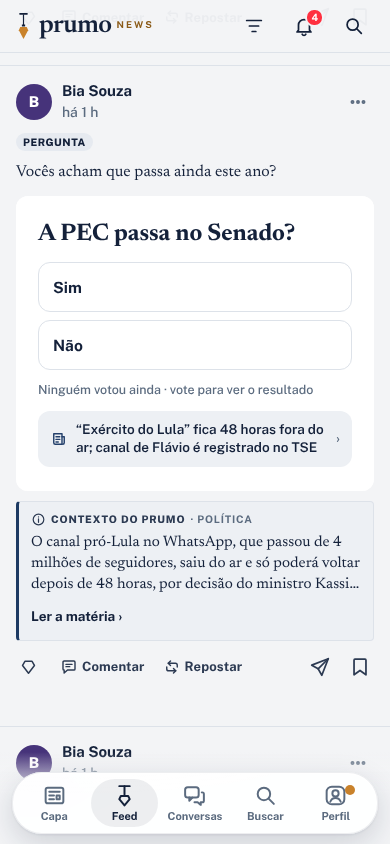 prumo NEWS
4
B
Bia Souza
há 1 h
PERGUNTA
Vocês acham que passa ainda este ano?
A PEC passa no Senado?
Sim
Não
Ninguém votou ainda · vote para ver o resultado
“Exército do Lula” fica 48 horas fora do
ar; canal de Flávio é registrado no TSE
CONTEXTO DO PRUMO · POLÍTICA
O canal pró-Lula no WhatsApp, que passou de 4
milhões de seguidores, saiu do ar e só poderá voltar
depois de 48 horas, por decisão do ministro Kassi...
Ler a matéria ›
Comentar
Repostar
B
Bia Souza
há 1 h
Capa
Feed
Conversas
Buscar
Perfil